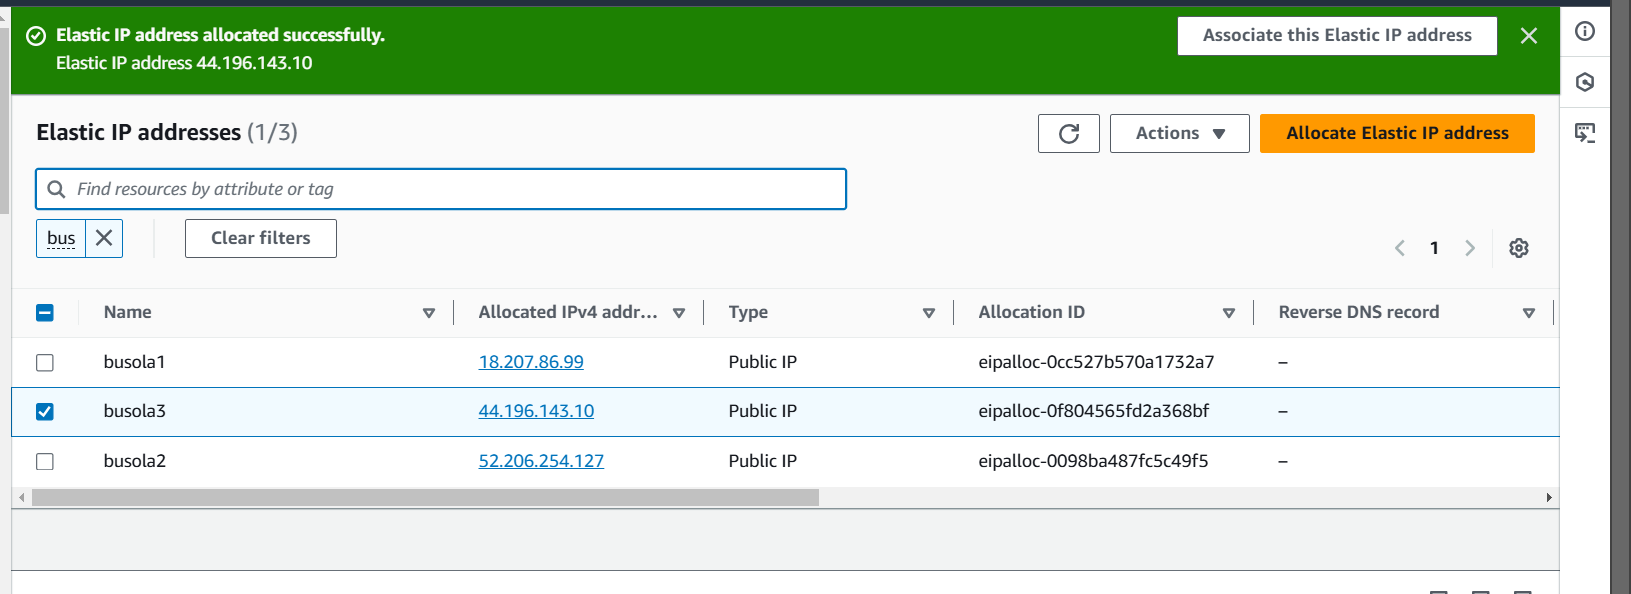 Elastic IP address allocated successfully.
Elastic IP address 44.196.143.10
Associate this Elastic IP address
Elastic IP addresses (1/3)
Actions
Allocate Elastic IP address
Find resources by attribute or tag
bus
Clear filters
1
Name Allocated IPv4 addr... Type Allocation ID Reverse DNS record
busola1 18.207.86.99 Public IP eipalloc-0cc527b570a1732a7 –
busola3 44.196.143.10 Public IP eipalloc-0f804565fd2a368bf –
busola2 52.206.254.127 Public IP eipalloc-0098ba487fc5c49f5 –